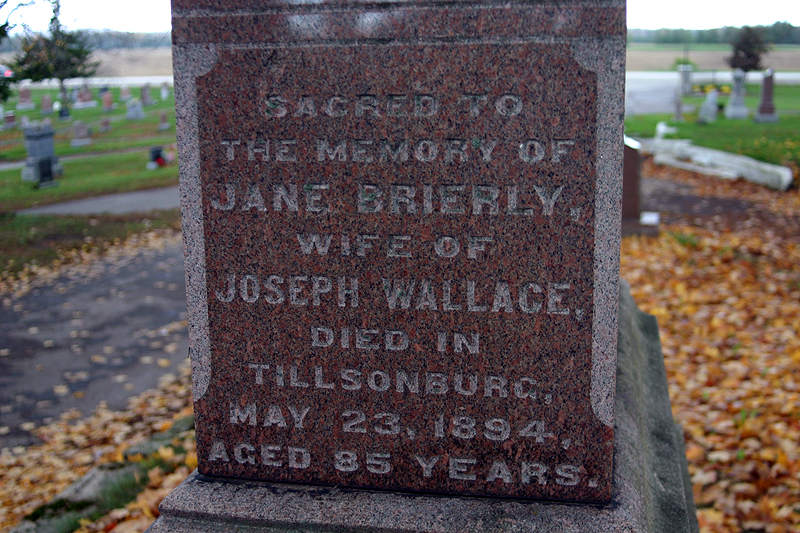 SACRED TO
THE MEMORY OF
JANE BRIERLY,
WIFE OF
JOSEPH WALLACE,
DIED IN
TILLSONBURG,
MAY 23, 1894,
AGED 85 YEARS.